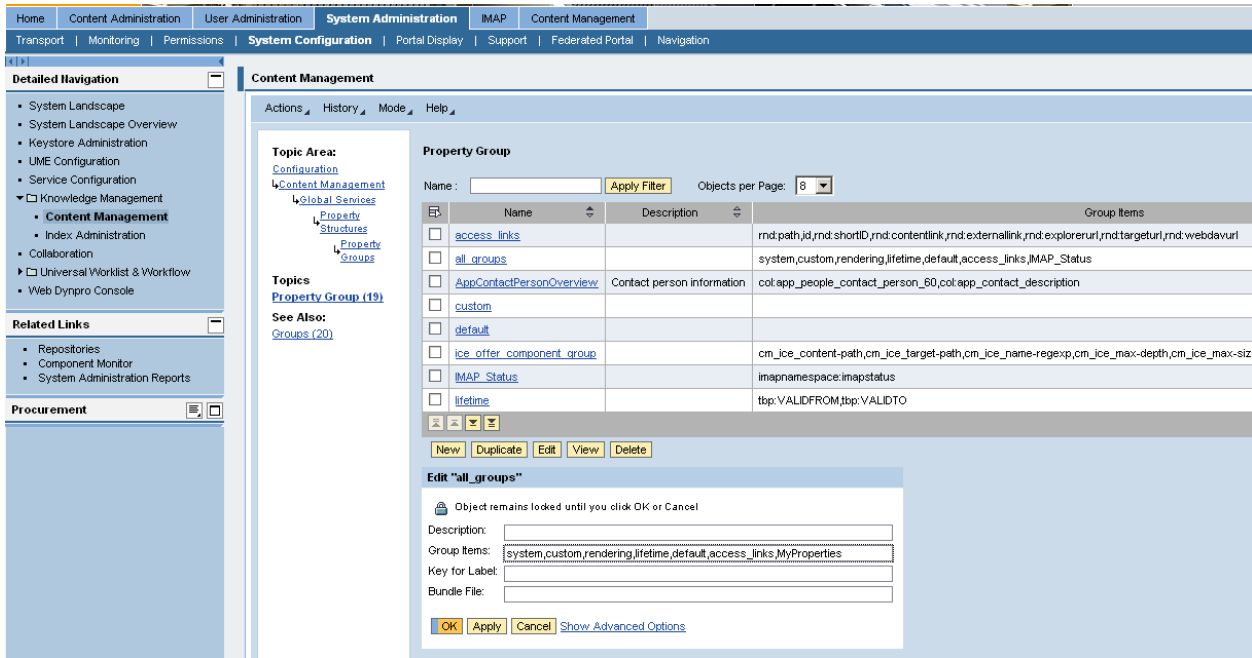 Home Content Administration User Administration System Administration IMAP Content Management
Transport | Monitoring | Permissions | System Configuration | Portal Display | Support | Federated Portal | Navigation
Detailed Navigation
System Landscape
System Landscape Overview
Keystore Administration
UME Configuration
Service Configuration
Knowledge Management
Content Management
Index Administration
Collaboration
Universal Worklist & Workflow
Web Dynpro Console
Related Links
Repositories
Component Monitor
System Administration Reports
Procurement
Content Management
Actions History Mode Help
Topic Area:
Configuration
Content Management
Global Services
Property
Structures
Property
Groups
Topics
Property Group (19)
See Also:
Groups (20)
Property Group
Name : Apply Filter Objects per Page: 8
Name Description Group Items
access_links rnd:path,id,rnd:shortID,rnd:contentlink,rnd:externallink,rnd:explorerurl,rnd:targeturl,rnd:webdavurl
all_groups system,custom,rendering,lifetime,default,access_links,IMAP_Status
AppContactPersonOverview Contact person information col:app_people_contact_person_60,col:app_contact_description
custom
default
ice_offer_component_group cm_ice_content-path,cm_ice_target-path,cm_ice_name-regexp,cm_ice_max-depth,cm_ice_max-siz
IMAP_Status imapnamespace:imapstatus
lifetime tbp:VALIDFROM,tbp:VALIDTO
New Duplicate Edit View Delete
Edit "all_groups"
Object remains locked until you click OK or Cancel
Description:
Group Items: system,custom,rendering,lifetime,default,access_links,MyProperties
Key for Label:
Bundle File:
OK Apply Cancel Show Advanced Options